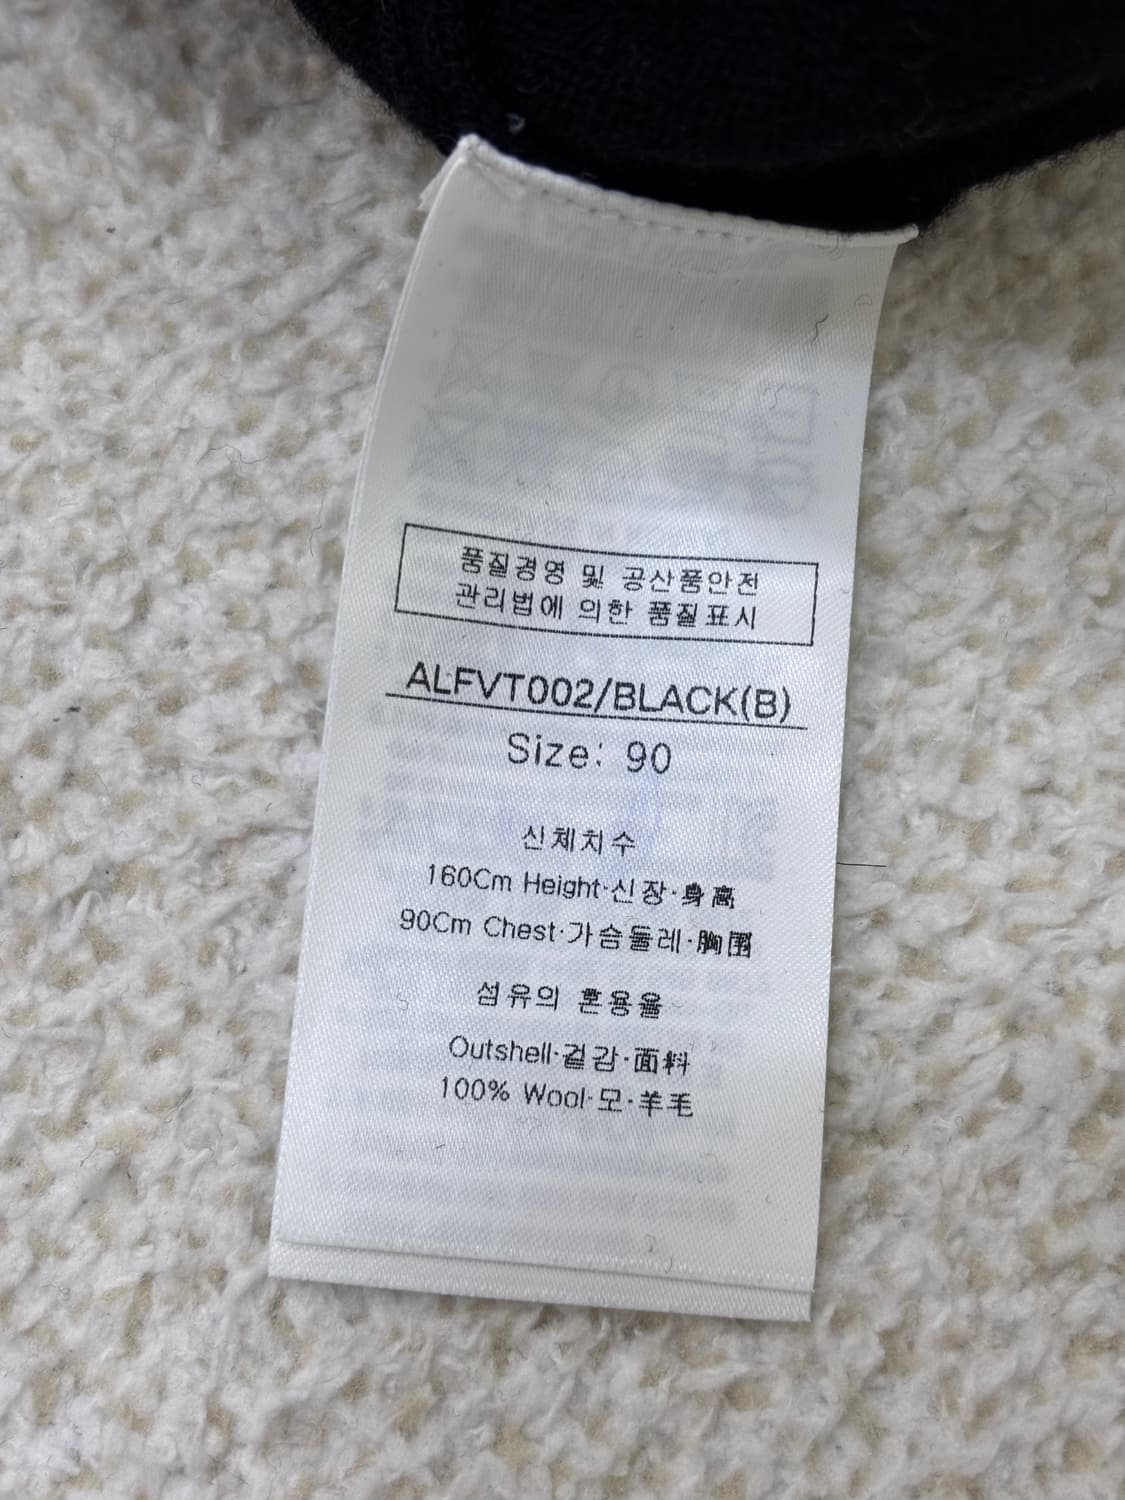 품질경영 및 공산품안전
관리법에 의한 품질표시
ALFVT002/BLACK(B)
Size: 90
신체치수
160Cm Height·신장·身高
90Cm Chest·가슴둘레·胸围
섬유의 혼용율
Outshell·겉감·面料
100% Wool·모·羊毛